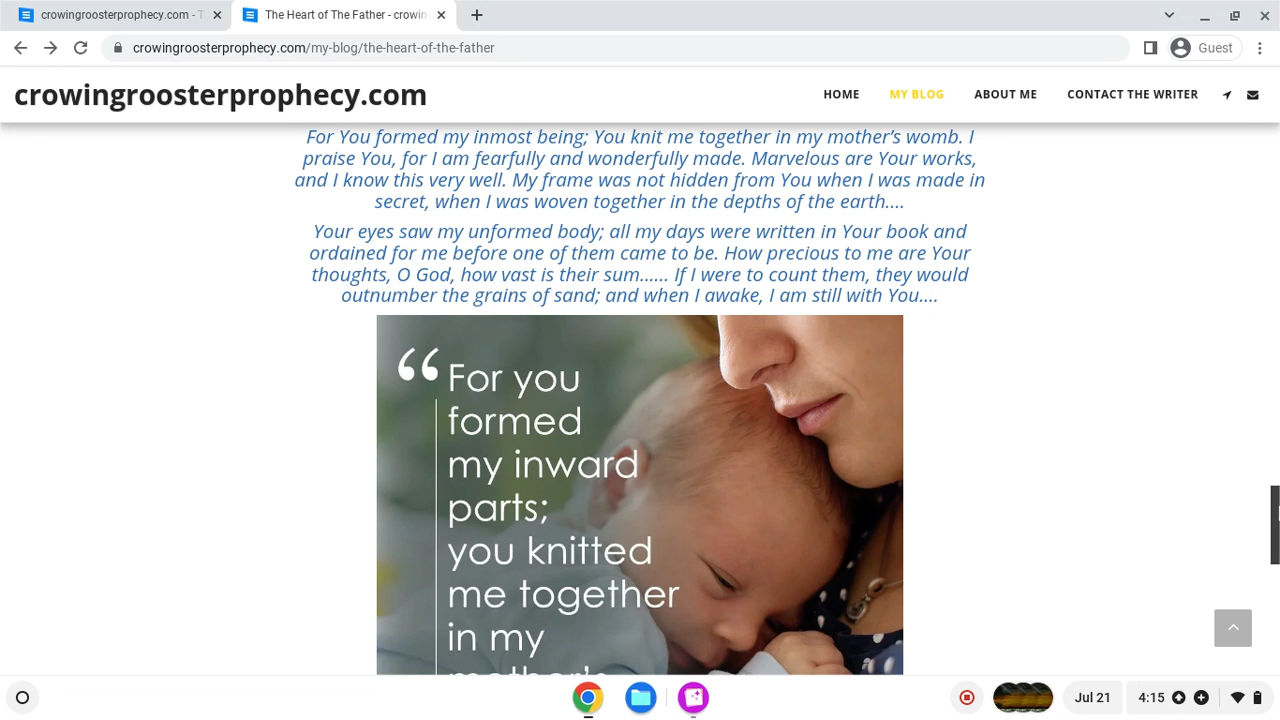 crowingroosterprophecy.com - T
The Heart of The Father - crowin
crowingroosterprophecy.com/my-blog/the-heart-of-the-father
Guest
crowingroosterprophecy.com
HOME
MY BLOG
ABOUT ME
CONTACT THE WRITER
For You formed my inmost being; You knit me together in my mother’s womb. I
praise You, for I am fearfully and wonderfully made. Marvelous are Your works,
and I know this very well. My frame was not hidden from You when I was made in
secret, when I was woven together in the depths of the earth....
Your eyes saw my unformed body; all my days were written in Your book and
ordained for me before one of them came to be. How precious to me are Your
thoughts, O God, how vast is their sum...... If I were to count them, they would
outnumber the grains of sand; and when I awake, I am still with You....
“ For you
formed
my inward
parts;
you knitted
me together
in my
mother's
Jul 21
4:15